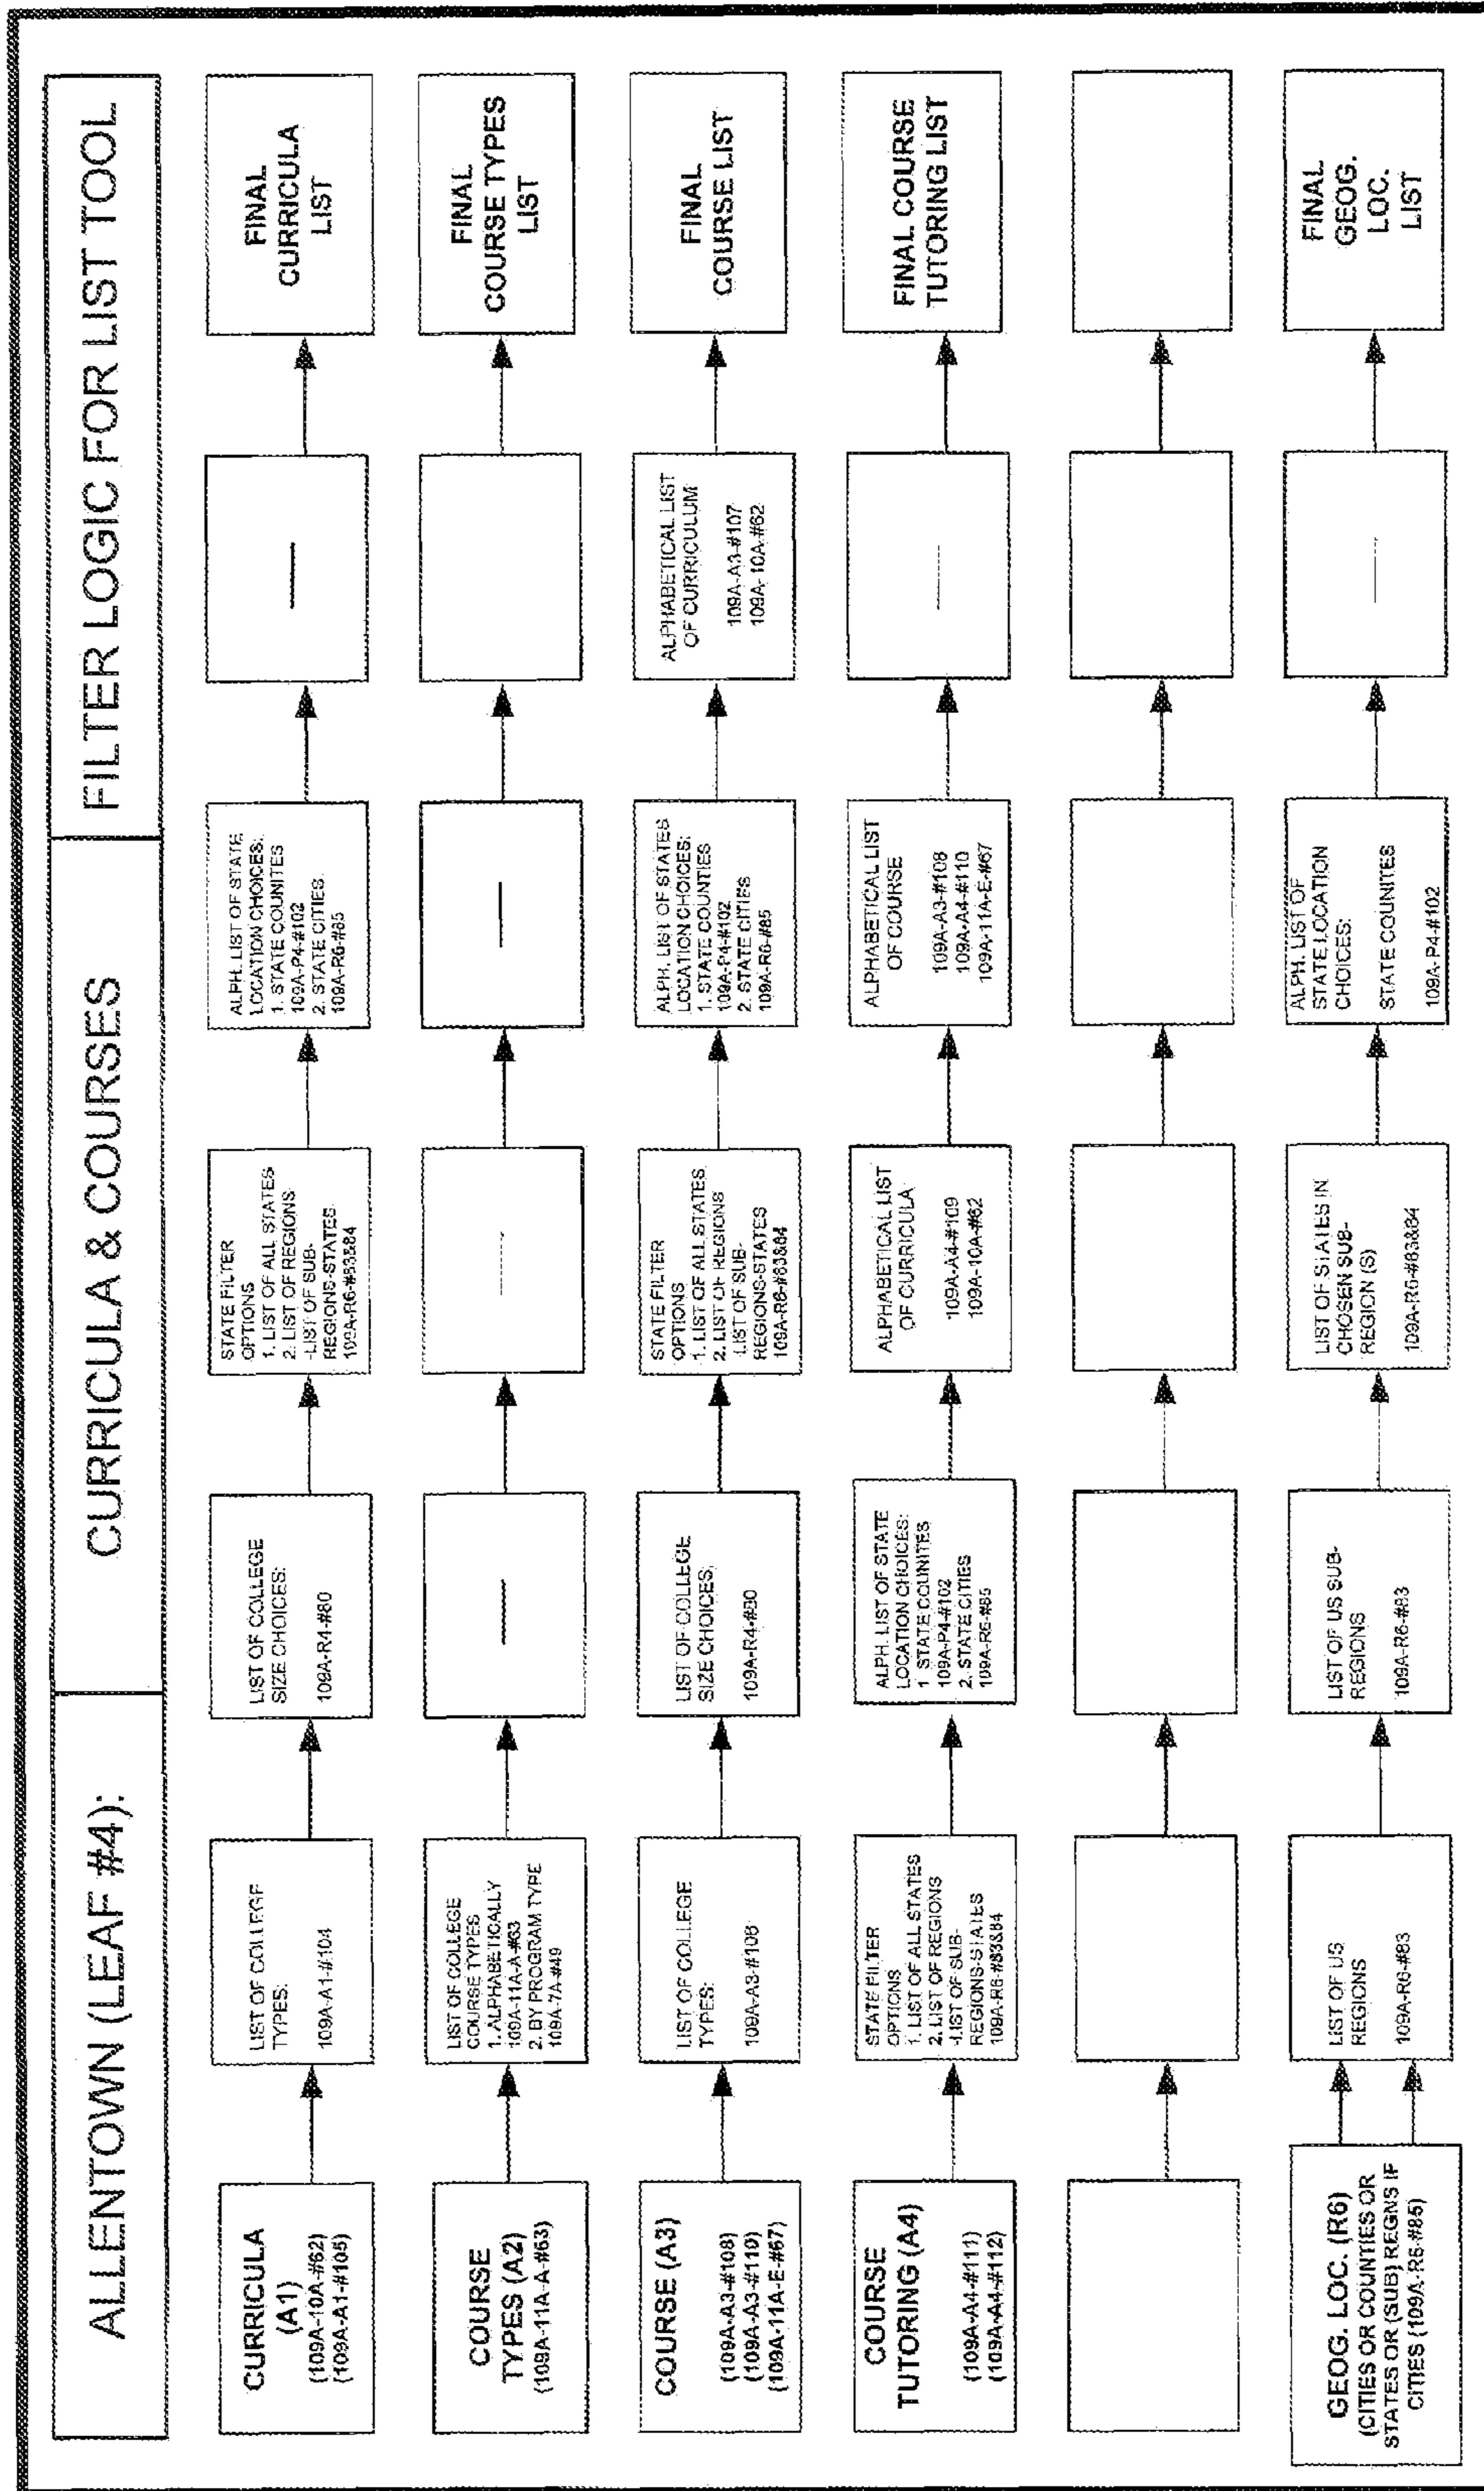 ALLENTOWN (LEAF #4):
CURRICULA & COURSES
FILTER LOGIC FOR LIST TOOL
CURRICULA
(A1)
(109A-10A-#62)
(109A-A1-#105)
LIST OF COLLEGE
TYPES:
109A-A1-#104
LIST OF COLLEGE
SIZE CHOICES:
109A-R4-#80
STATE FILTER
OPTIONS
1. LIST OF ALL STATES
2. LIST OF REGIONS
-LIST OF SUB-
REGIONS-STATES
109A-R6-#83&84
ALPH. LIST OF STATE
LOCATION CHOICES:
1. STATE COUNITES
109A-P4-#102
2. STATE CITIES
109A-R6-#85
FINAL
CURRICULA
LIST
COURSE
TYPES (A2)
(109A-11A-A-#63)
LIST OF COLLEGE
COURSE TYPES
1. ALPHABETICALLY
109A-11A-A-#63
2. BY PROGRAM TYPE
109A-7A-#49
FINAL
COURSE TYPES
LIST
COURSE (A3)
(109A-A3-#108)
(109A-A3-#110)
(109A-11A-E-#67)
LIST OF COLLEGE
TYPES:
109A-A3-#106
LIST OF COLLEGE
SIZE CHOICES:
109A-R4-#80
STATE FILTER
OPTIONS
1. LIST OF ALL STATES
2. LIST OF REGIONS
-LIST OF SUB-
REGIONS-STATES
109A-R6-#83&84
ALPH. LIST OF STATES
LOCATION CHOICES:
1. STATE COUNTIES
109A-P4-#102
2. STATE CITIES
109A-R6-#85
ALPHABETICAL LIST
OF CURRICULUM
109A-A3-#107
109A-10A-#62
FINAL
COURSE LIST
COURSE
TUTORING (A4)
(109A-A4-#111)
(109A-A4-#112)
STATE FILTER
OPTIONS
1. LIST OF ALL STATES
2. LIST OF REGIONS
-LIST OF SUB-
REGIONS-STATES
109A-R6-#83&84
ALPH. LIST OF STATE
LOCATION CHOICES:
1. STATE COUNITES
109A-P4-#102
2. STATE CITIES
109A-R6-#85
ALPHABETICAL LIST
OF CURRICULA
109A-A4-#109
109A-10A-#62
ALPHABETICAL LIST
OF COURSE
109A-A3-#108
109A-A4-#110
109A-11A-E-#67
FINAL COURSE
TUTORING LIST
GEOG. LOC. (R6)
(CITIES OR COUNTIES OR
STATES OR (SUB) REGNS IF
CITIES (109A-R6-#85)
LIST OF US
REGIONS
109A-R6-#83
LIST OF US SUB-
REGIONS
109A-R6-#83
LIST OF STATES IN
CHOSEN SUB-
REGION (S)
109A-R6-#83&84
ALPH. LIST OF
STATE LOCATION
CHOICES:
STATE COUNITES
109A-P4-#102
FINAL
GEOG.
LOC.
LIST